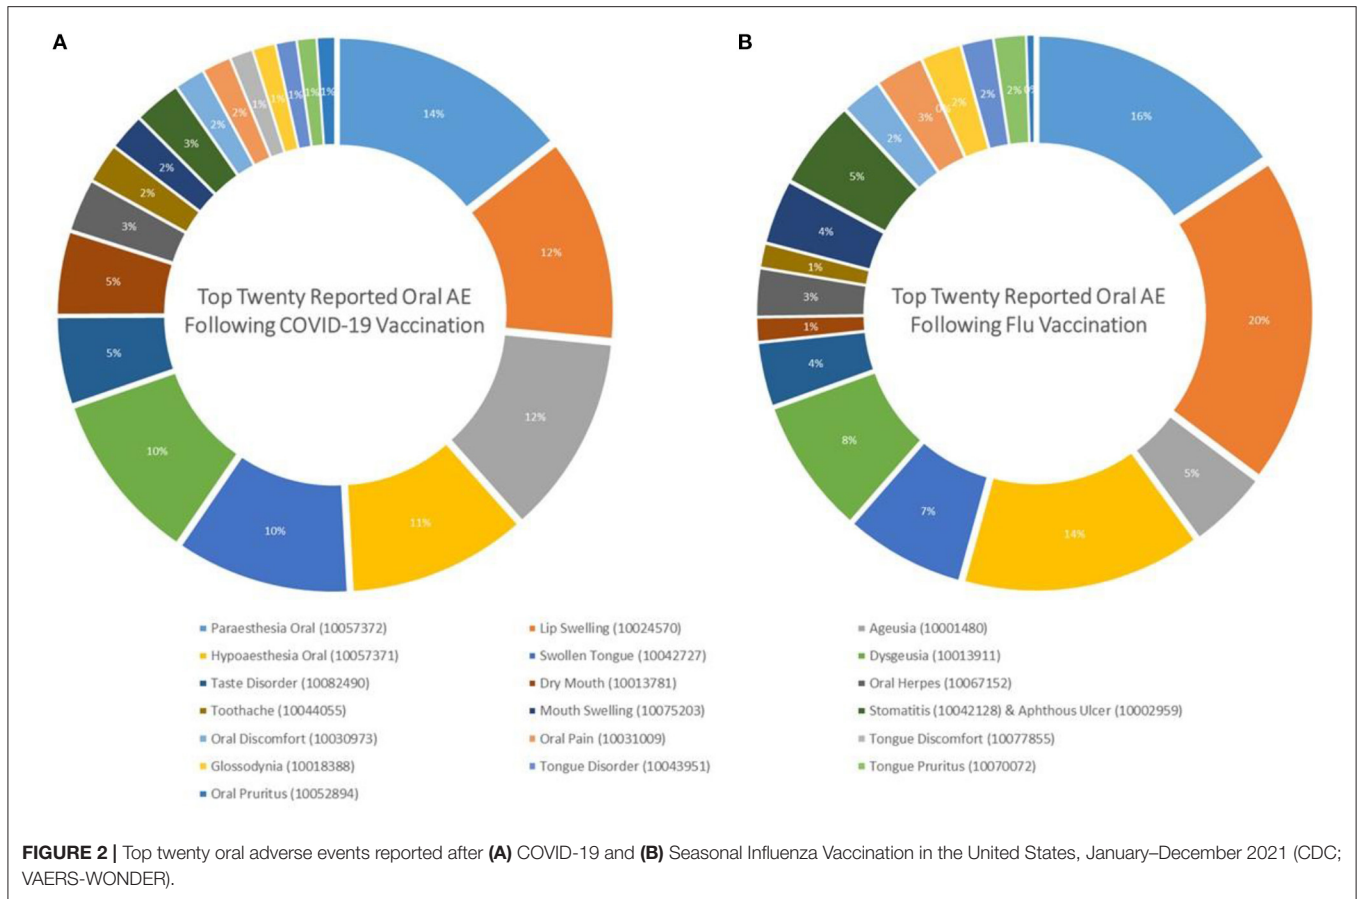 A
14%
12%
12%
11%
10%
10%
5%
5%
3%
2%
2%
3%
2%
2%
1%
1%
1%
1%
1%
Top Twenty Reported Oral AE
Following COVID-19 Vaccination
B
16%
20%
5%
14%
7%
8%
4%
1%
3%
1%
4%
5%
2%
3%
0%
2%
2%
2%
0%
Top Twenty Reported Oral AE
Following Flu Vaccination
Paraesthesia Oral (10057372) Lip Swelling (10024570) Ageusia (10001480)
Hypoaesthesia Oral (10057371) Swollen Tongue (10042727) Dysgeusia (10013911)
Taste Disorder (10082490) Dry Mouth (10013781) Oral Herpes (10067152)
Toothache (10044055) Mouth Swelling (10075203) Stomatitis (10042128) & Aphthous Ulcer (10002959)
Oral Discomfort (10030973) Oral Pain (10031009) Tongue Discomfort (10077855)
Glossodynia (10018388) Tongue Disorder (10043951) Tongue Pruritus (10070072)
Oral Pruritus (10052894)
FIGURE 2 | Top twenty oral adverse events reported after (A) COVID-19 and (B) Seasonal Influenza Vaccination in the United States, January–December 2021 (CDC;
VAERS-WONDER).